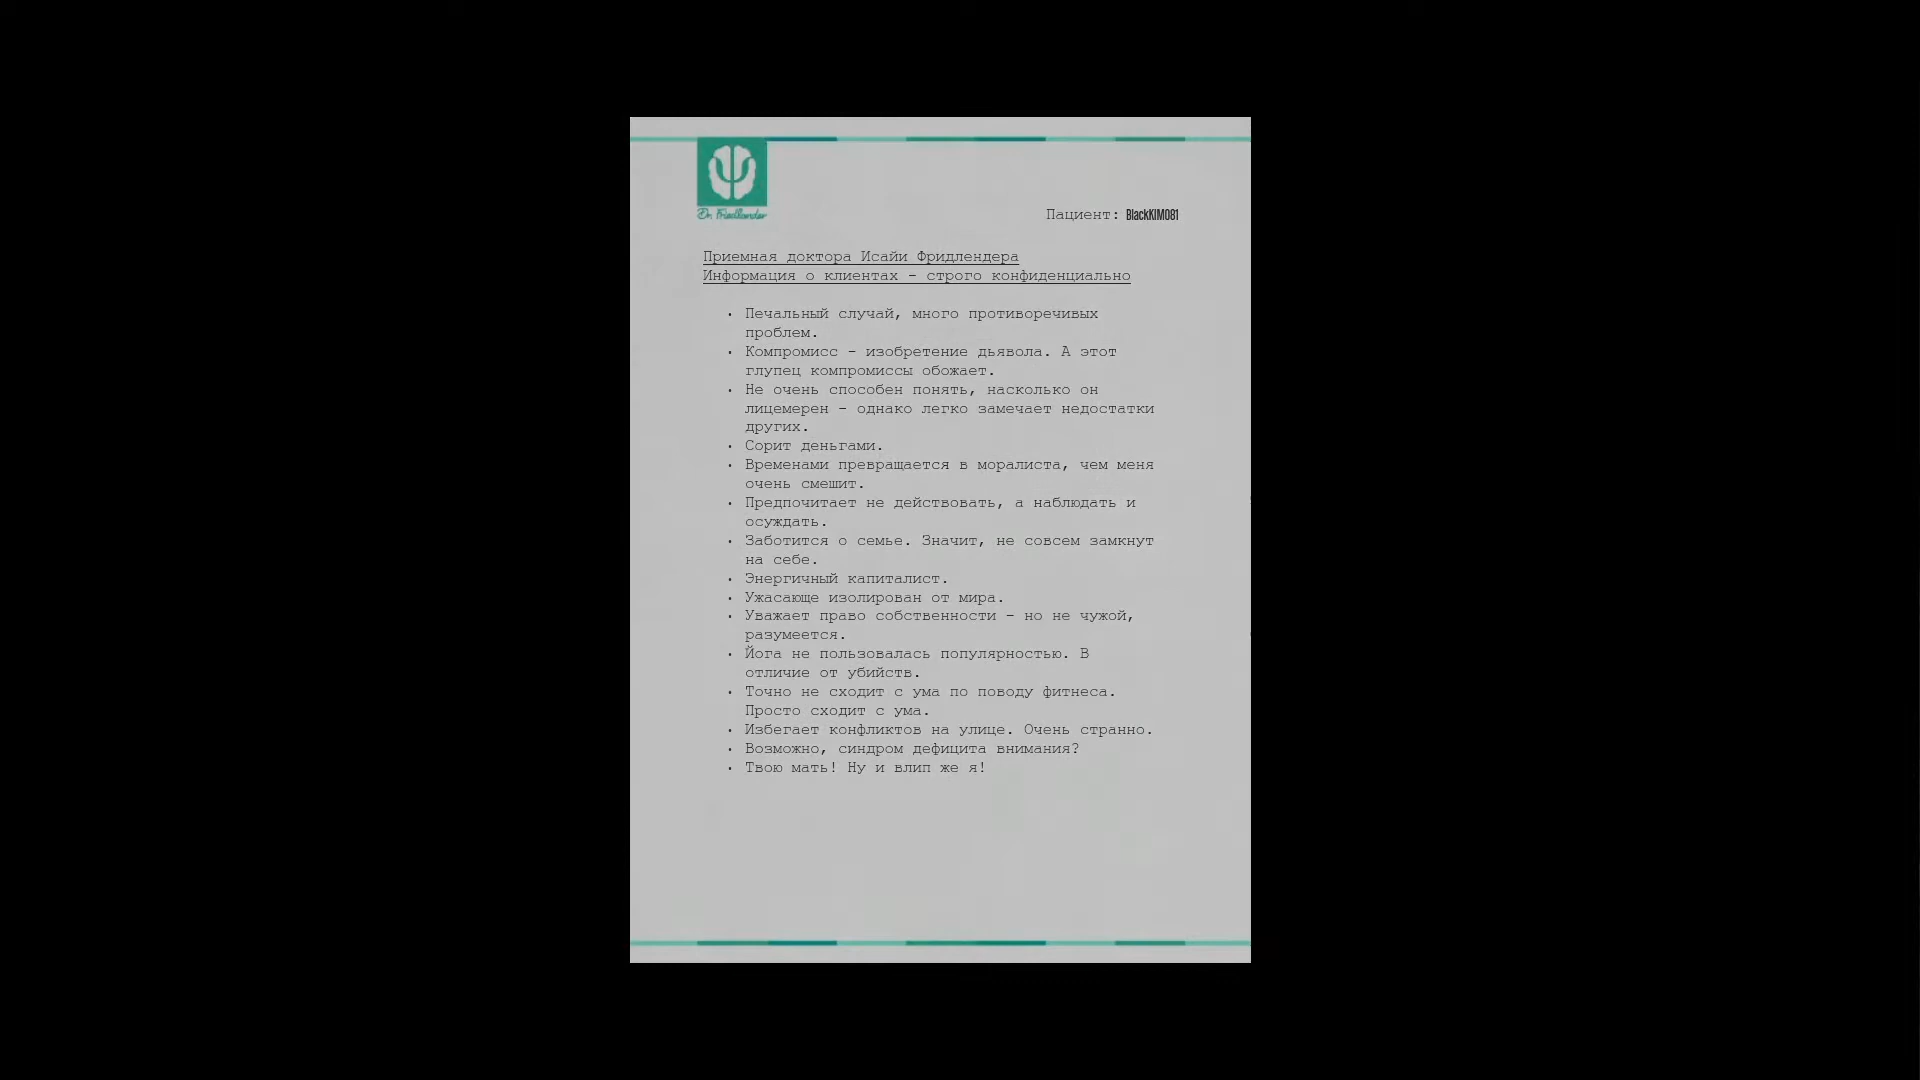 Dr. Friedlander
Пациент: BlackKIM081
Приемная доктора Исайи Фридлендера
Информация о клиентах - строго конфиденциально
• Печальный случай, много противоречивых
проблем.
• Компромисс - изобретение дьявола. А этот
глупец компромиссы обожает.
• Не очень способен понять, насколько он
лицемерен - однако легко замечает недостатки
других.
• Сорит деньгами.
• Временами превращается в моралиста, чем меня
очень смешит.
• Предпочитает не действовать, а наблюдать и
осуждать.
• Заботится о семье. Значит, не совсем замкнут
на себе.
• Энергичный капиталист.
• Ужасающе изолирован от мира.
• Уважает право собственности - но не чужой,
разумеется.
• Йога не пользовалась популярностью. В
отличие от убийств.
• Точно не сходит с ума по поводу фитнеса.
Просто сходит с ума.
• Избегает конфликтов на улице. Очень странно.
• Возможно, синдром дефицита внимания?
• Твою мать! Ну и влип же я!